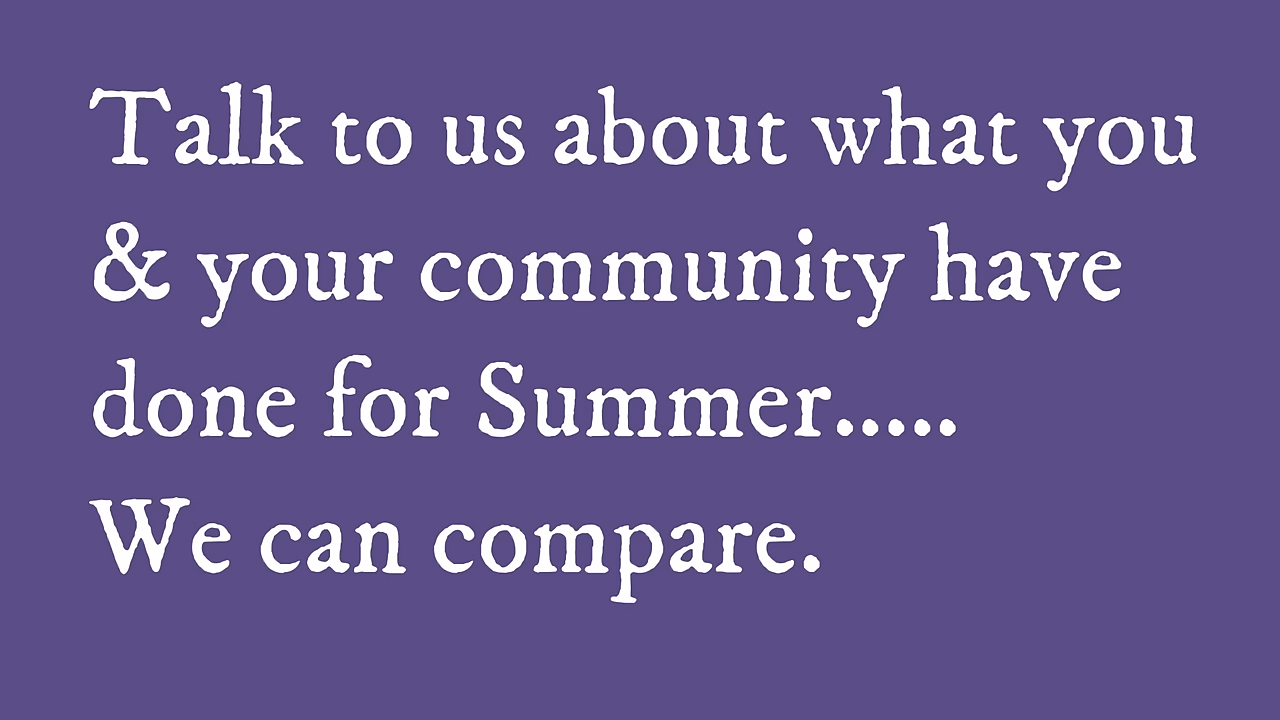 Talk to us about what you
& your community have
done for Summer.....
We can compare.